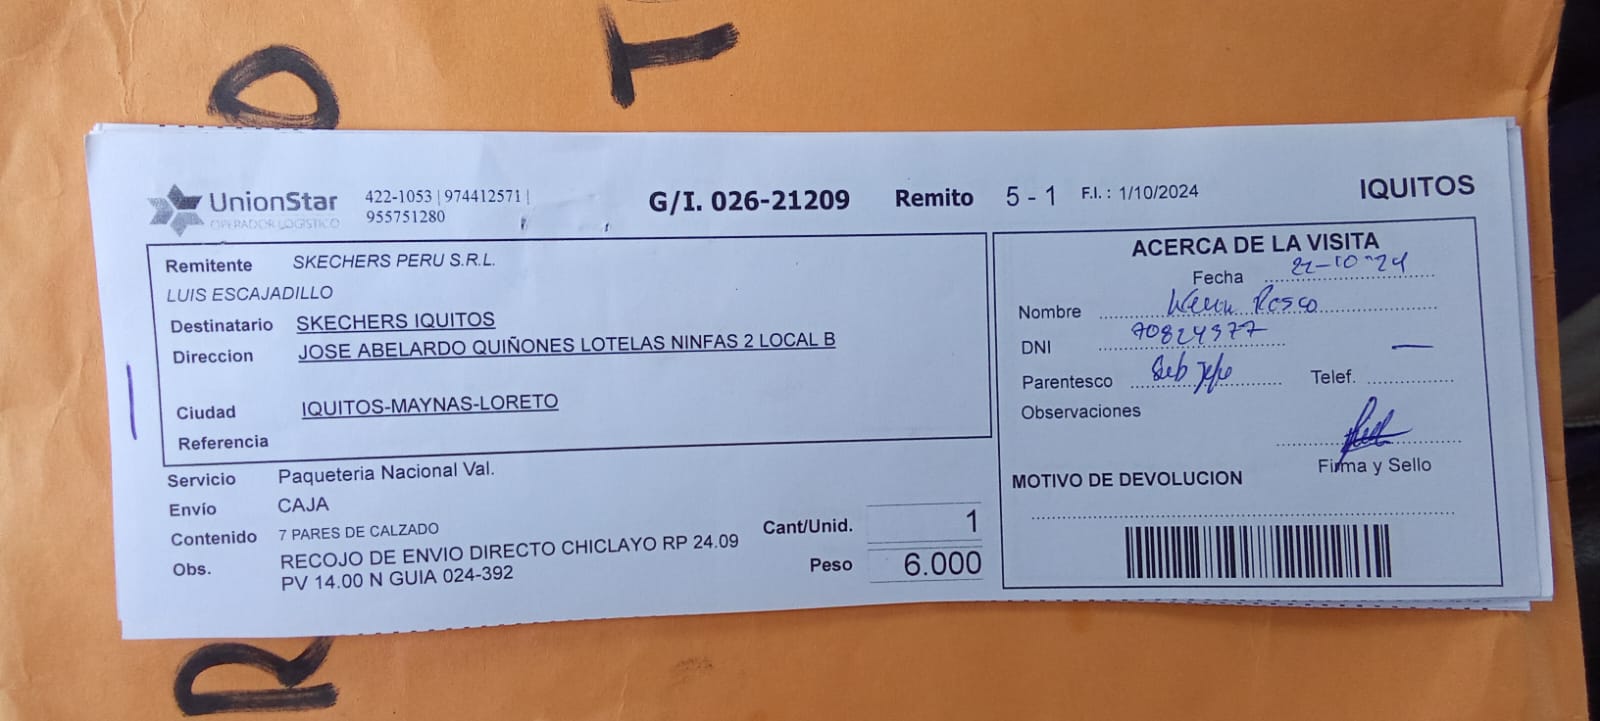 UnionStar
OPERADOR LOGISTICO
422-1053 | 974412571 |
955751280
G/I. 026-21209 Remito 5 - 1 F.I. : 1/10/2024 IQUITOS
Remitente SKECHERS PERU S.R.L.
LUIS ESCAJADILLO
Destinatario SKECHERS IQUITOS
Direccion JOSE ABELARDO QUIÑONES LOTELAS NINFAS 2 LOCAL B
Ciudad IQUITOS-MAYNAS-LORETO
Referencia
Servicio Paqueteria Nacional Val.
Envío CAJA
Contenido 7 PARES DE CALZADO
Obs. RECOJO DE ENVIO DIRECTO CHICLAYO RP 24.09
PV 14.00 N GUIA 024-392
Cant/Unid. 1
Peso 6.000
ACERCA DE LA VISITA
Fecha
Nombre
DNI
Parentesco Sub Jefe Telef. —
Observaciones
Firma y Sello
MOTIVO DE DEVOLUCION